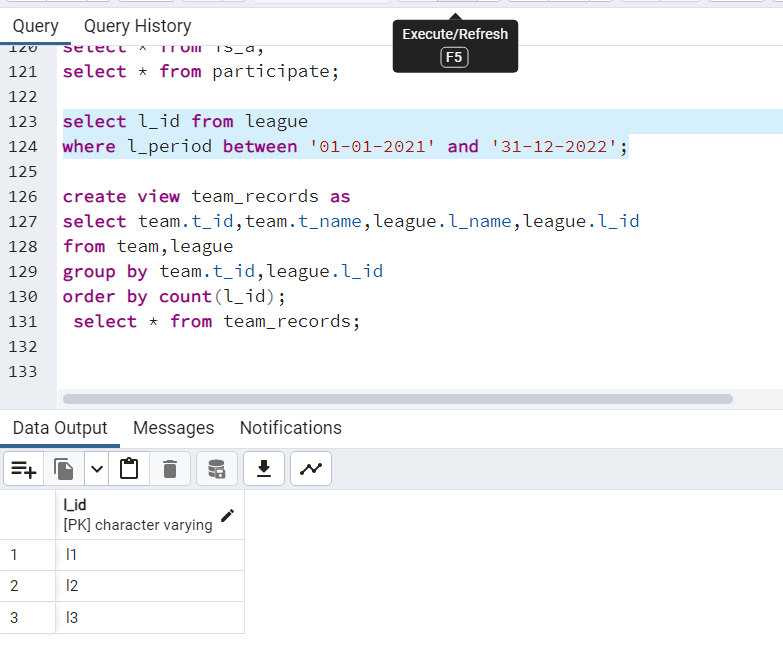 Query Query History
Execute/Refresh
F5
120 select * from is_a;
121 select * from participate;
122
123 select l_id from league
124 where l_period between '01-01-2021' and '31-12-2022';
125
126 create view team_records as
127 select team.t_id,team.t_name,league.l_name,league.l_id
128 from team,league
129 group by team.t_id,league.l_id
130 order by count(l_id);
131 select * from team_records;
132
133
Data Output Messages Notifications
l_id
[PK] character varying
1 l1
2 l2
3 l3